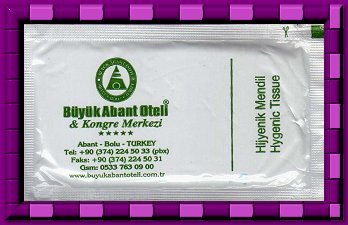 Büyük Abant Oteli
& Kongre Merkezi
Abant - Bolu - TURKEY
Tel: +90 (374) 224 50 33 (pbx)
Faks: +90 (374) 224 50 31
Gsm: 0533 763 09 00
www.buyukabantoteli.com.tr
Hijyenik Mendil
Hygenic Tissue